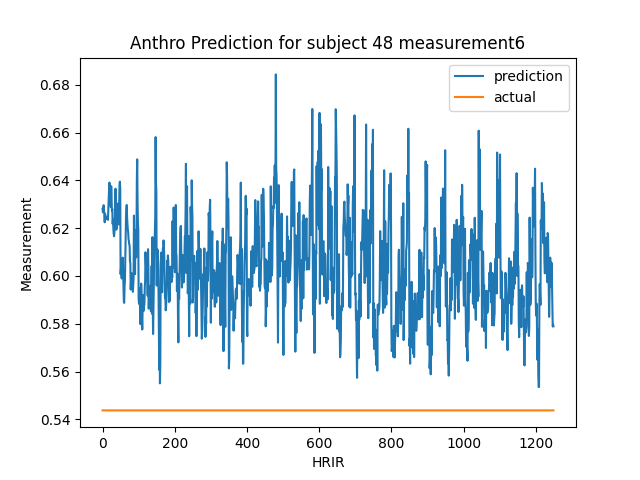 Anthro Prediction for subject 48 measurement6
prediction
actual
Measurement
0.68
0.66
0.64
0.62
0.60
0.58
0.56
0.54
0 200 400 600 800 1000 1200
HRIR